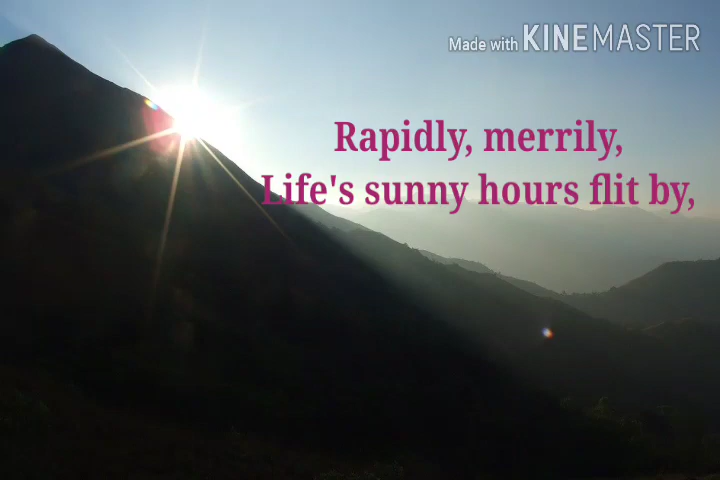 Made with KINEMASTER
Rapidly, merrily,
Life's sunny hours flit by,